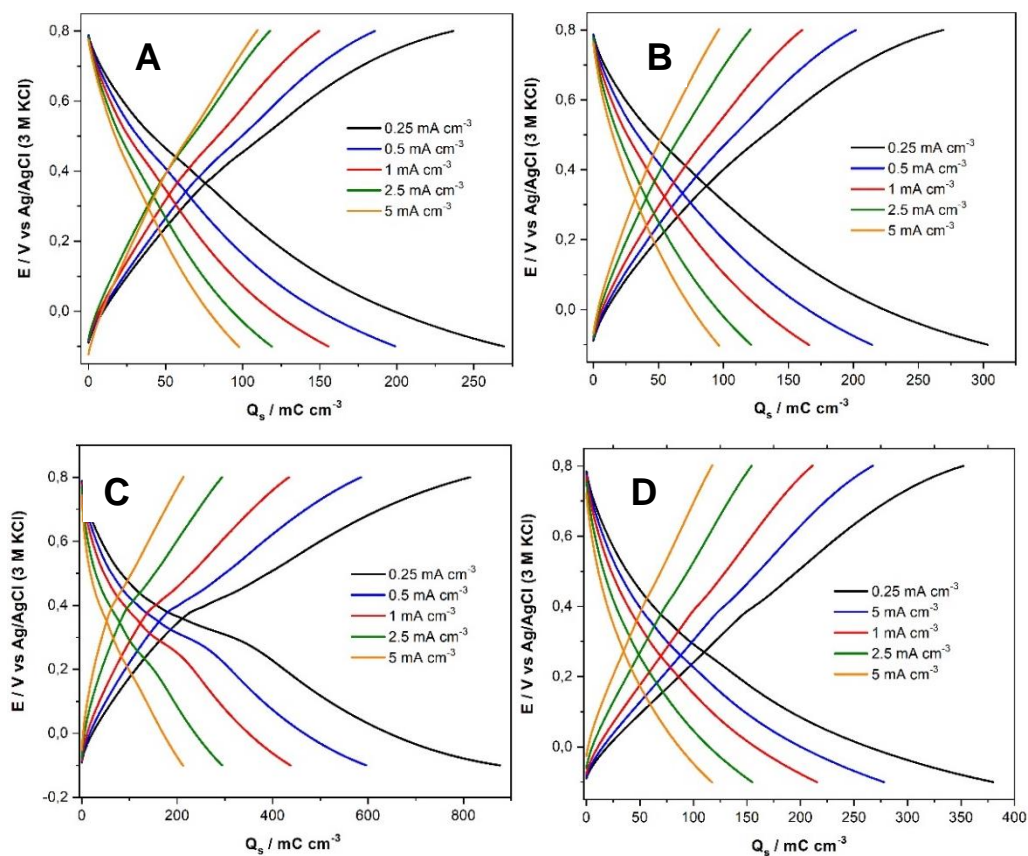 A
E / V vs Ag/AgCl (3 M KCl)
0,8
0,6
0,4
0,2
0,0
0.25 mA cm⁻³
0.5 mA cm⁻³
1 mA cm⁻³
2.5 mA cm⁻³
5 mA cm⁻³
0 50 100 150 200 250
Qₛ / mC cm⁻³
B
E / V vs Ag/AgCl (3 M KCl)
0,8
0,6
0,4
0,2
0,0
0.25 mA cm⁻³
0.5 mA cm⁻³
1 mA cm⁻³
2.5 mA cm⁻³
5 mA cm⁻³
0 50 100 150 200 250 300
Qₛ / mC cm⁻³
C
E / V vs Ag/AgCl (3 M KCl)
0,8
0,6
0,4
0,2
0,0
-0,2
0.25 mA cm⁻³
0.5 mA cm⁻³
1 mA cm⁻³
2.5 mA cm⁻³
5 mA cm⁻³
0 200 400 600 800
Qₛ / mC cm⁻³
D
E / V vs Ag/AgCl (3 M KCl)
0,8
0,6
0,4
0,2
0,0
0.25 mA cm⁻³
5 mA cm⁻³
1 mA cm⁻³
2.5 mA cm⁻³
5 mA cm⁻³
0 50 100 150 200 250 300 350 400
Qₛ / mC cm⁻³